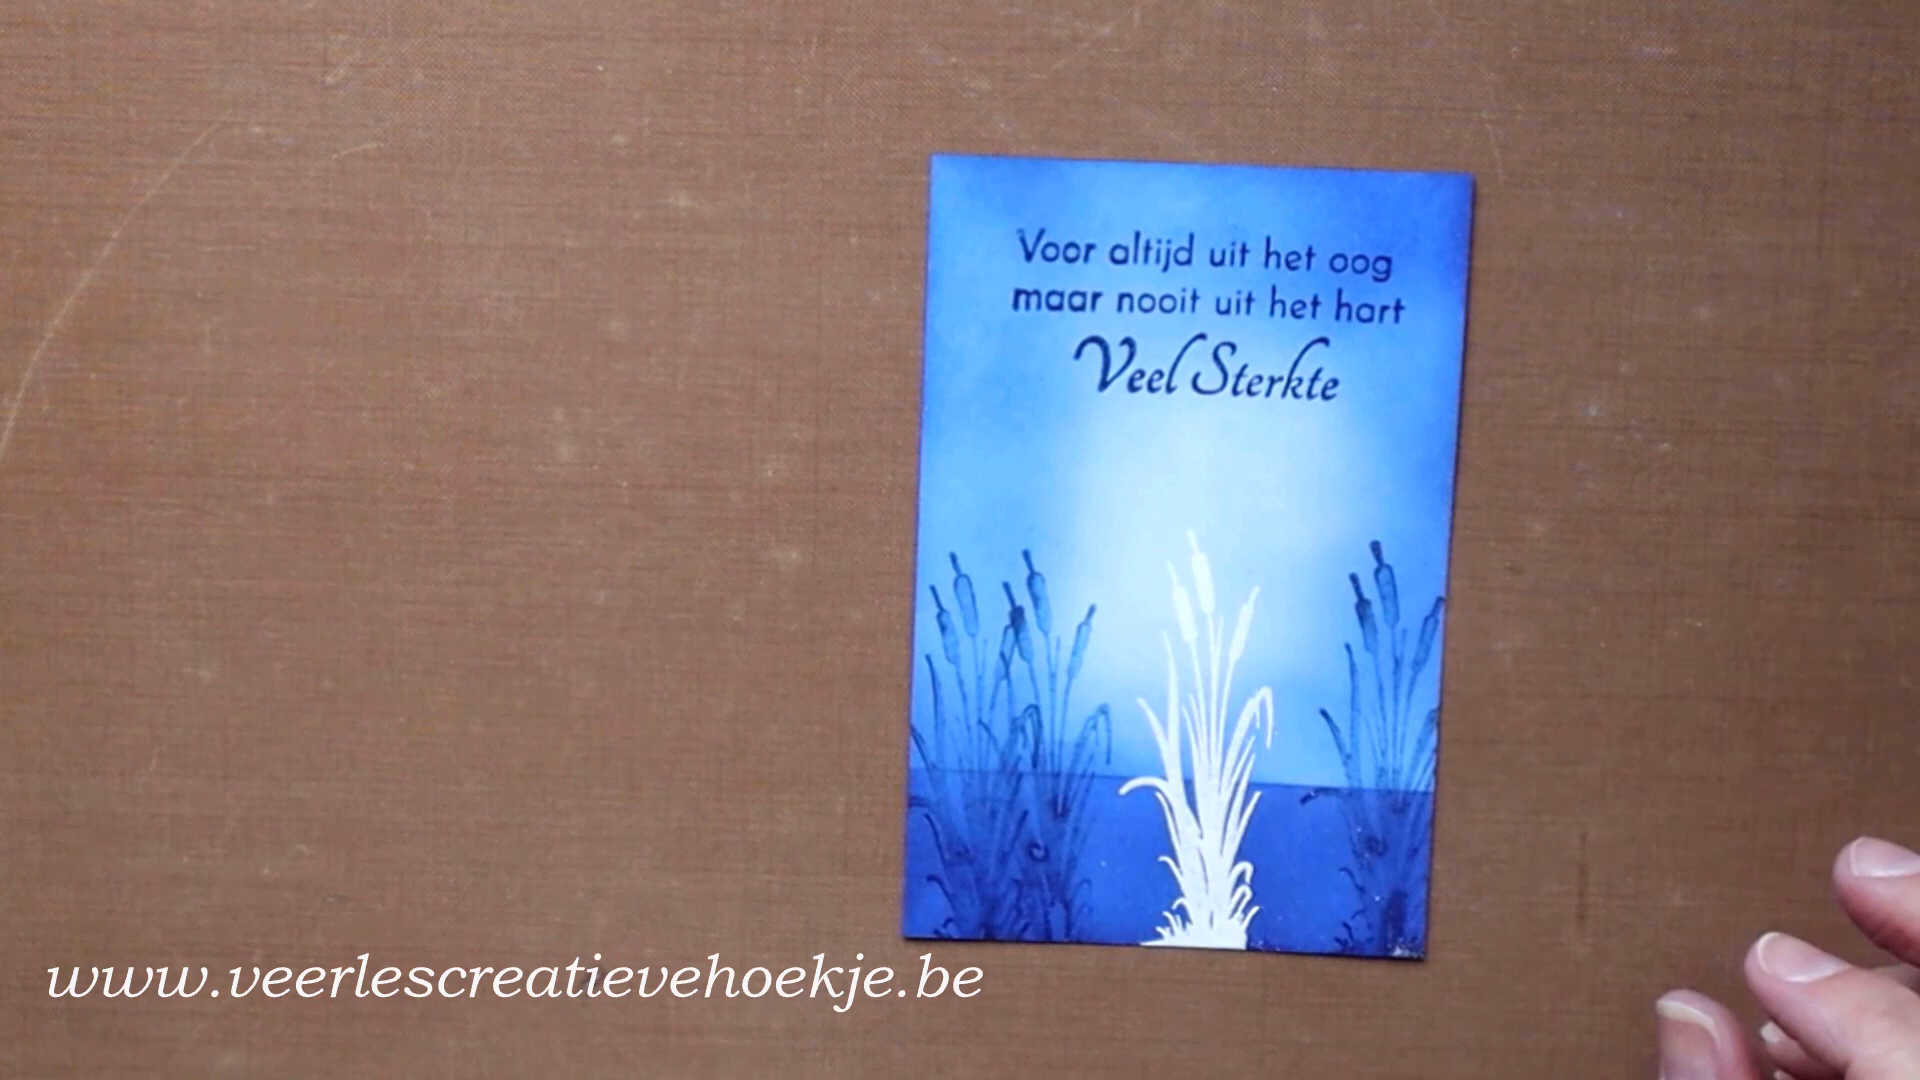 Voor altijd uit het oog
maar nooit uit het hart
Veel Sterkte
www.veerlescreatievehoekje.be